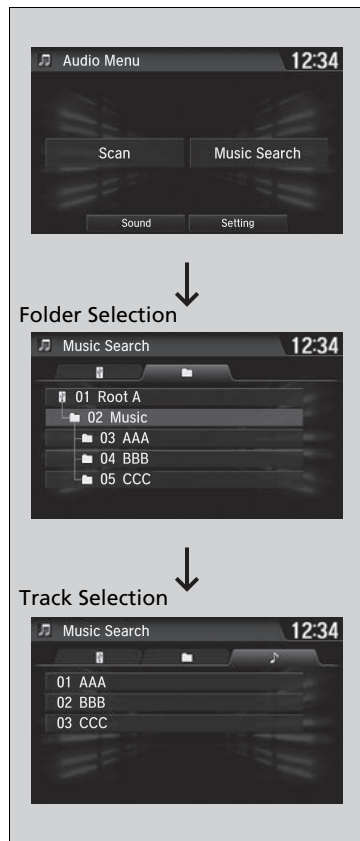 Audio Menu 12:34
Scan Music Search
Sound Setting
Folder Selection
Music Search 12:34
01 Root A
02 Music
03 AAA
04 BBB
05 CCC
Track Selection
Music Search 12:34
01 AAA
02 BBB
03 CCC